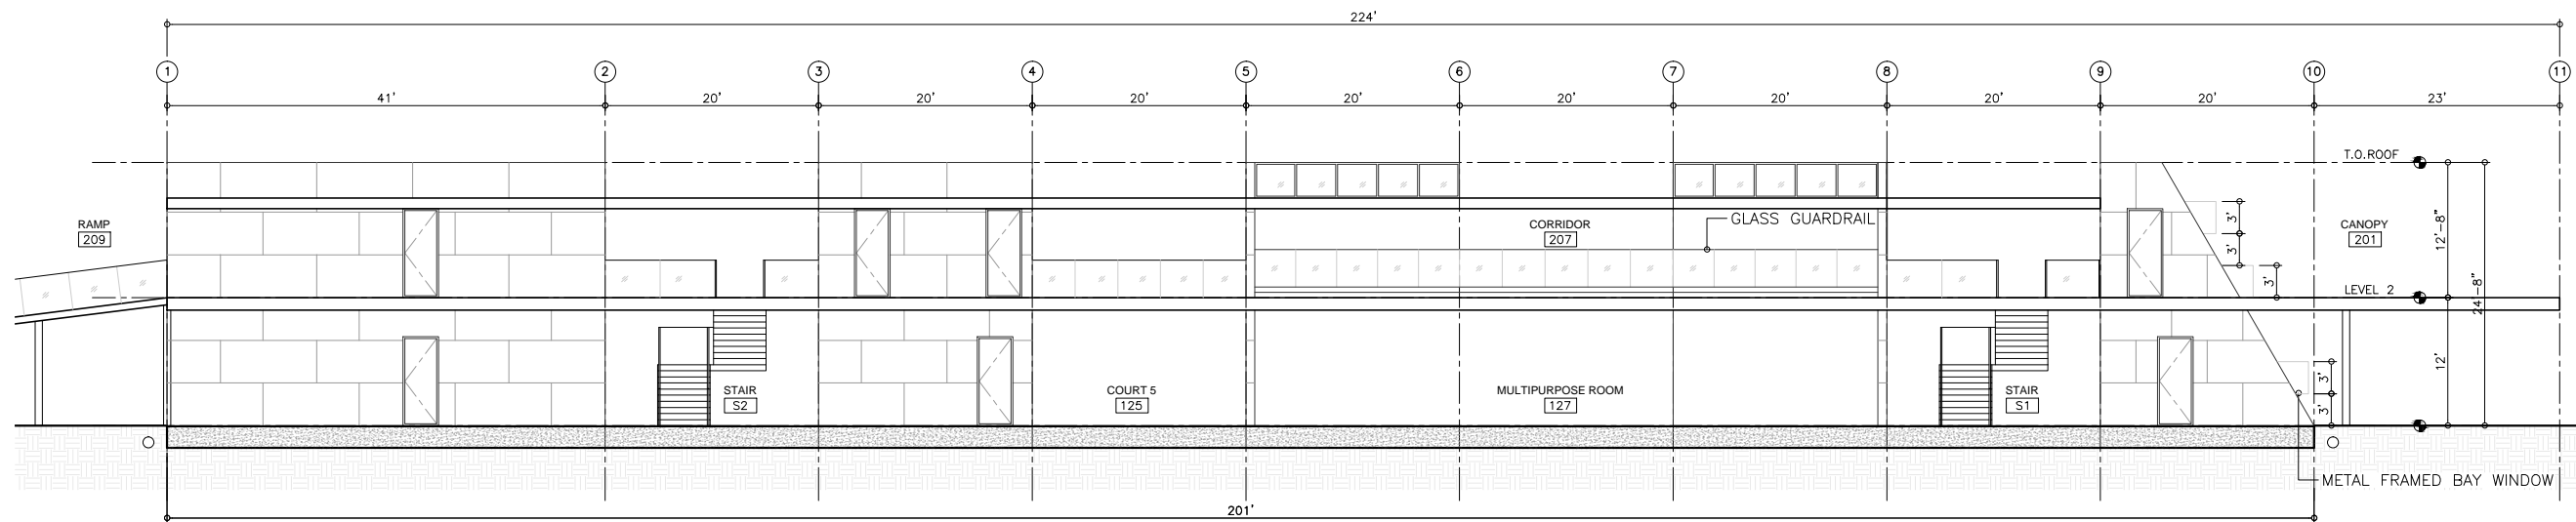 224'
1 2 3 4 5 6 7 8 9 10 11
41' 20' 20' 20' 20' 20' 20' 20' 20' 23'
T.O.ROOF
RAMP
209
CORRIDOR
207
GLASS GUARDRAIL
CANOPY
201
3'
3'
3'
12'-8"
LEVEL 2
24'-8"
12'
STAIR
S2
COURT 5
125
MULTIPURPOSE ROOM
127
STAIR
S1
3'
3'
METAL FRAMED BAY WINDOW
201'